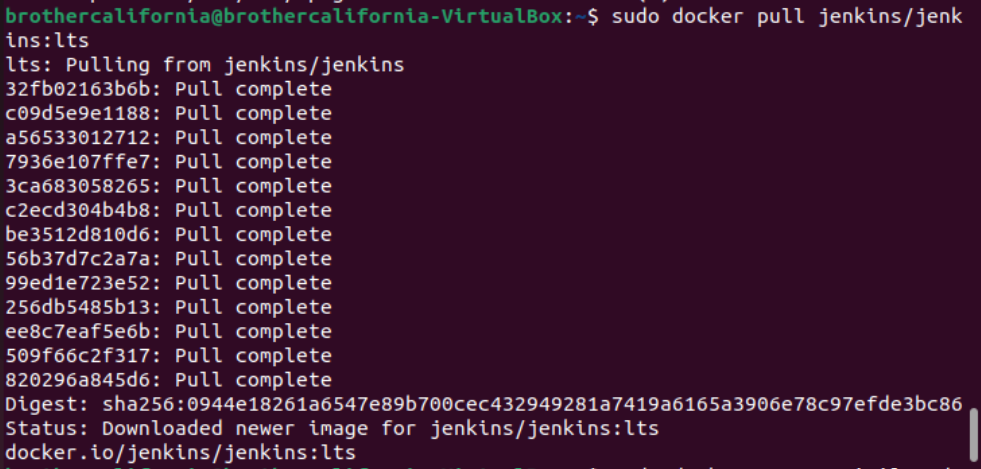 brothercalifornia@brothercalifornia-VirtualBox:~$ sudo docker pull jenkins/jenk
ins:lts
lts: Pulling from jenkins/jenkins
32fb02163b6b: Pull complete
c09d5e9e1188: Pull complete
a56533012712: Pull complete
7936e107ffe7: Pull complete
3ca683058265: Pull complete
c2ecd304b4b8: Pull complete
be3512d810d6: Pull complete
56b37d7c2a7a: Pull complete
99ed1e723e52: Pull complete
256db5485b13: Pull complete
ee8c7eaf5e6b: Pull complete
509f66c2f317: Pull complete
820296a845d6: Pull complete
Digest: sha256:0944e18261a6547e89b700cec432949281a7419a6165a3906e78c97efde3bc86
Status: Downloaded newer image for jenkins/jenkins:lts
docker.io/jenkins/jenkins:lts